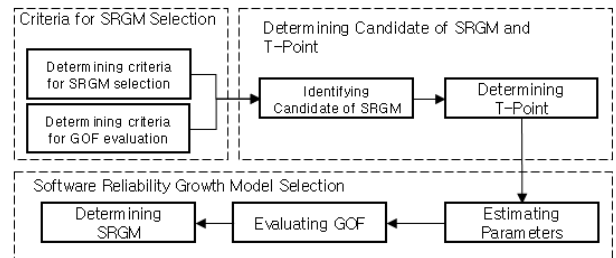 Criteria for SRGM Selection
Determining criteria
for SRGM selection
Determining criteria
for GOF evaluation
Determining Candidate of SRGM and
T-Point
Identifying
Candidate of SRGM
Determining
T-Point
Software Reliability Growth Model Selection
Determining
SRGM
Evaluating GOF
Estimating
Parameters